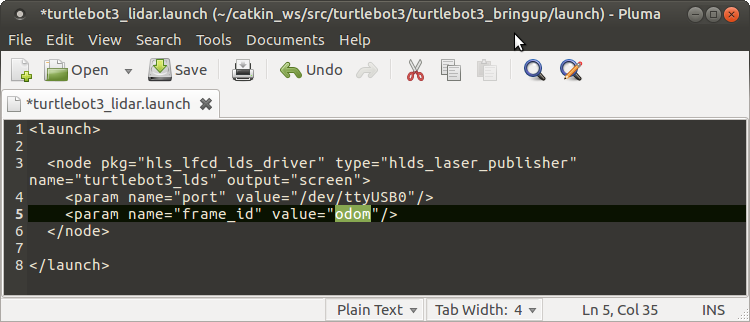 *turtlebot3_lidar.launch (~/catkin_ws/src/turtlebot3/turtlebot3_bringup/launch) - Pluma
File Edit View Search Tools Documents Help
Open Save Undo
*turtlebot3_lidar.launch
1 <launch>
2
3   <node pkg="hls_lfcd_lds_driver" type="hlds_laser_publisher"
name="turtlebot3_lds" output="screen">
4     <param name="port" value="/dev/ttyUSB0"/>
5     <param name="frame_id" value="odom"/>
6   </node>
7
8 </launch>
Plain Text Tab Width: 4 Ln 5, Col 35 INS